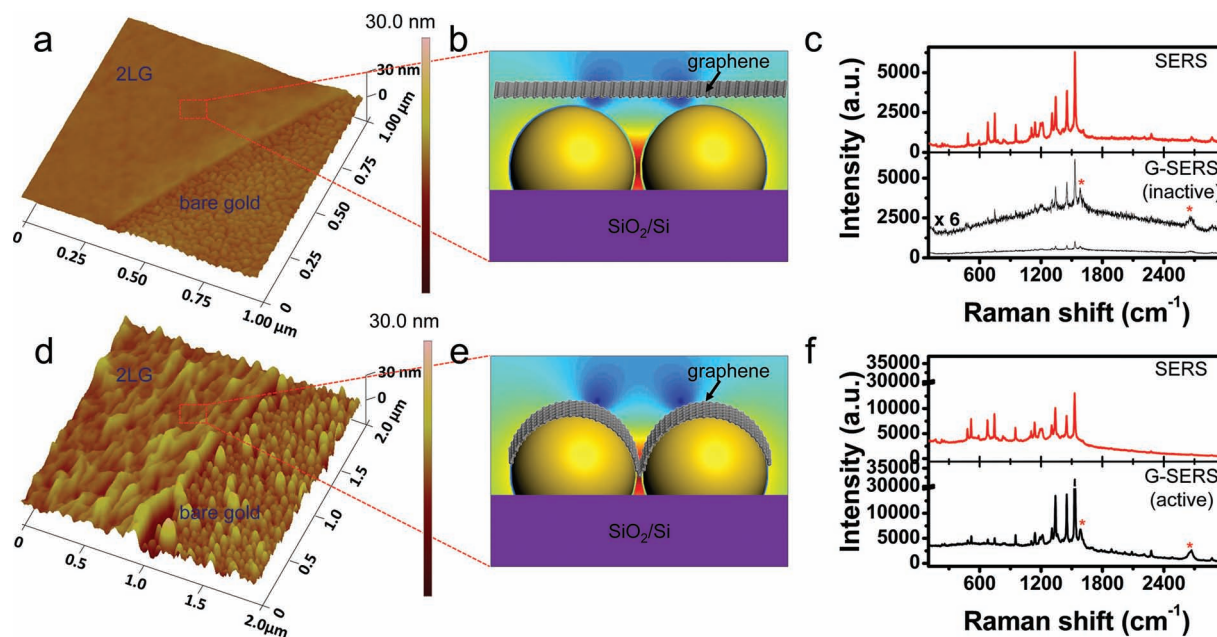 a
2LG
bare gold
30.0 nm
30 nm
0
1.00 µm
0.75
0.50
0.25
0
0
0.25
0.50
0.75
1.00 µm
b
graphene
SiO₂/Si
c
SERS
G-SERS
(inactive)
x 6
*
*
Intensity (a.u.)
5000
2500
0
5000
2500
0
600 1200 1800 2400
Raman shift (cm⁻¹)
d
2LG
bare gold
30.0 nm
30 nm
0
2.0 µm
1.5
1.0
0.5
0
0
0.5
1.0
1.5
2.0µm
e
graphene
SiO₂/Si
f
SERS
G-SERS
(active)
*
*
Intensity (a.u.)
35000
30000
10000
5000
0
35000
30000
10000
5000
0
600 1200 1800 2400
Raman shift (cm⁻¹)